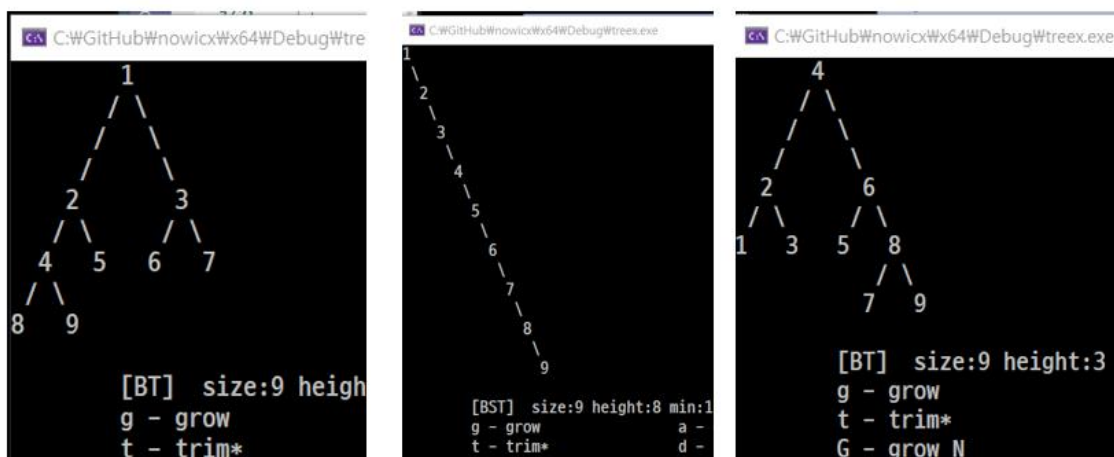 C:₩GitHub₩nowicx₩x64₩Debug₩tre
1
/ \
/ \
/ \
2 3
/ \ / \
4 5 6 7
/ \
8 9
[BT] size:9 heigh
g - grow
t - trim*
C:₩GitHub₩nowicx₩x64₩Debug₩treex.exe
1
\
2
\
3
\
4
\
5
\
6
\
7
\
8
\
9
[BST] size:9 height:8 min:1
g - grow a -
t - trim* d -
C:₩GitHub₩nowicx₩x64₩Debug₩treex.exe
4
/ \
/ \
/ \
2 6
/ \ / \
1 3 5 8
/ \
7 9
[BT] size:9 height:3
g - grow
t - trim*
G - grow N